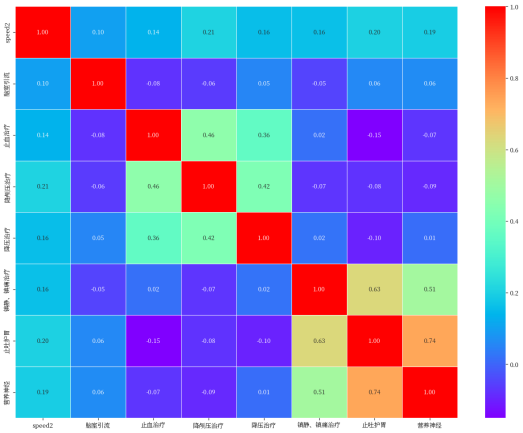 speed2 1.00 0.10 0.14 0.21 0.16 0.16 0.20 0.19 1.0
脑室引流 0.10 1.00 -0.08 -0.06 0.05 -0.05 0.06 0.06 0.8
止血治疗 0.14 -0.08 1.00 0.46 0.36 0.02 -0.15 -0.07 0.6
降颅压治疗 0.21 -0.06 0.46 1.00 0.42 -0.07 -0.08 -0.09 0.4
降压治疗 0.16 0.05 0.36 0.42 1.00 0.02 -0.10 0.01 0.2
镇静、镇痛治疗 0.16 -0.05 0.02 -0.07 0.02 1.00 0.63 0.51
止吐护胃 0.20 0.06 -0.15 -0.08 -0.10 0.63 1.00 0.74 0.0
营养神经 0.19 0.06 -0.07 -0.09 0.01 0.51 0.74 1.00
speed2 脑室引流 止血治疗 降颅压治疗 降压治疗 镇静、镇痛治疗 止吐护胃 营养神经